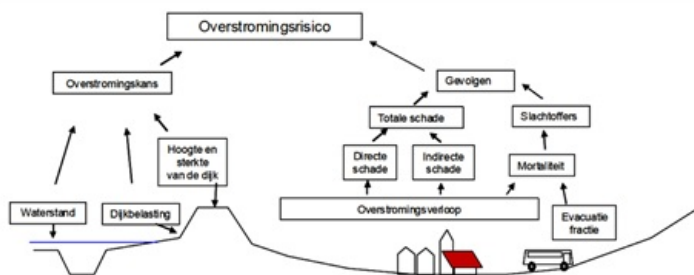 Overstromingsrisico
Overstromingskans
Gevolgen
Totale schade
Slachtoffers
Hoogte en
sterkte
van de dijk
Directe
schade
Indirecte
schade
Mortaliteit
Waterstand
Dijkbelasting
Overstromingsverloop
Evacuatie
fractie